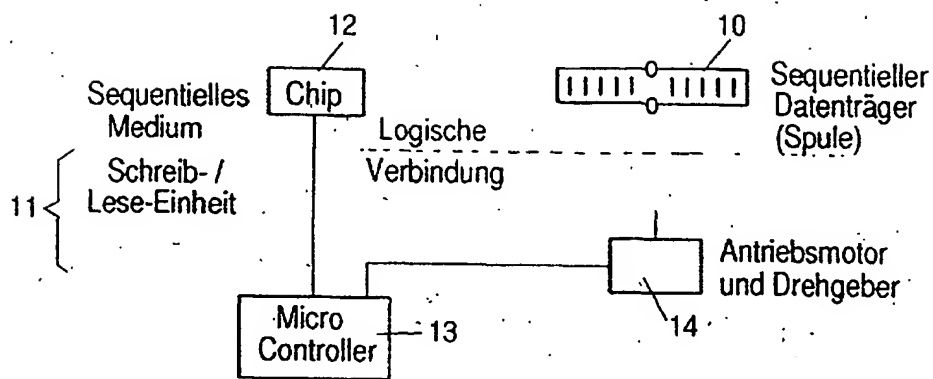 12
10
Sequentielles
Medium
Chip
Sequentieller
Datenträger
(Spule)
Logische
Verbindung
11
Schreib- /
Lese-Einheit
Antriebsmotor
und Drehgeber
14
Micro
Controller
13